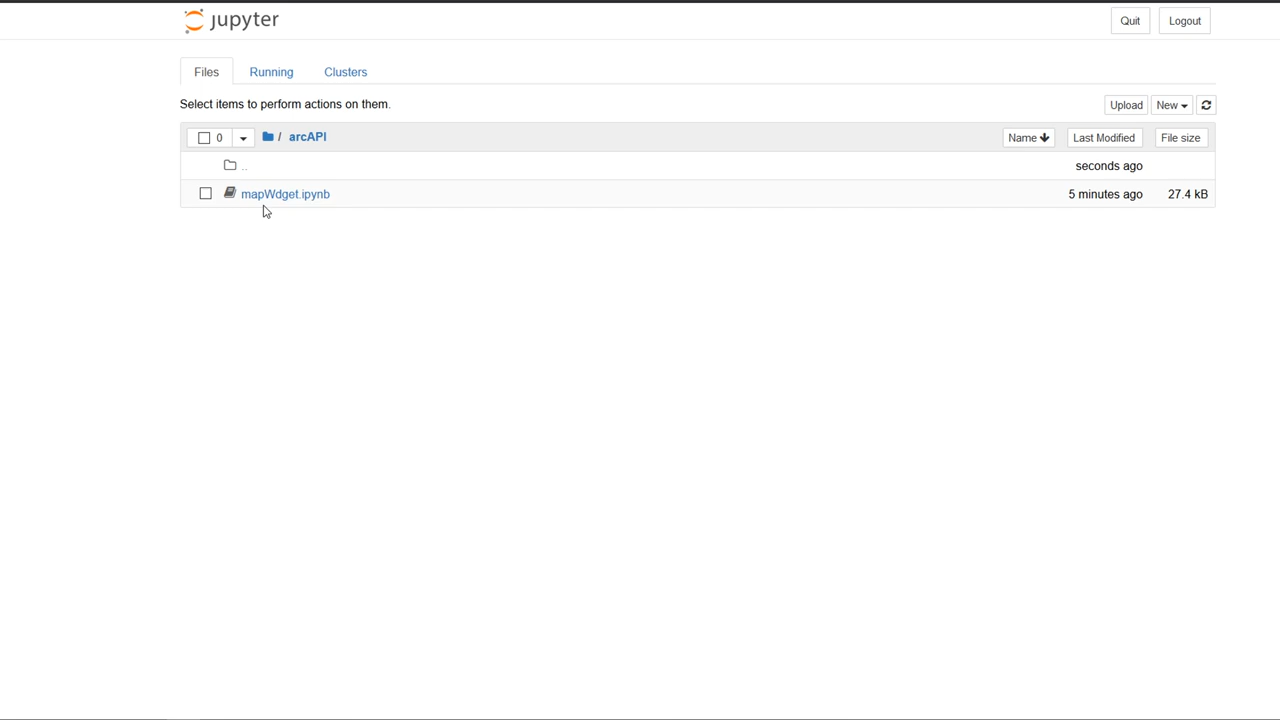 jupyter
Quit
Logout
Files
Running
Clusters
Select items to perform actions on them.
Upload
New
0
/ arcAPI
Name
Last Modified
File size
..
seconds ago
mapWdget.ipynb
5 minutes ago
27.4 kB